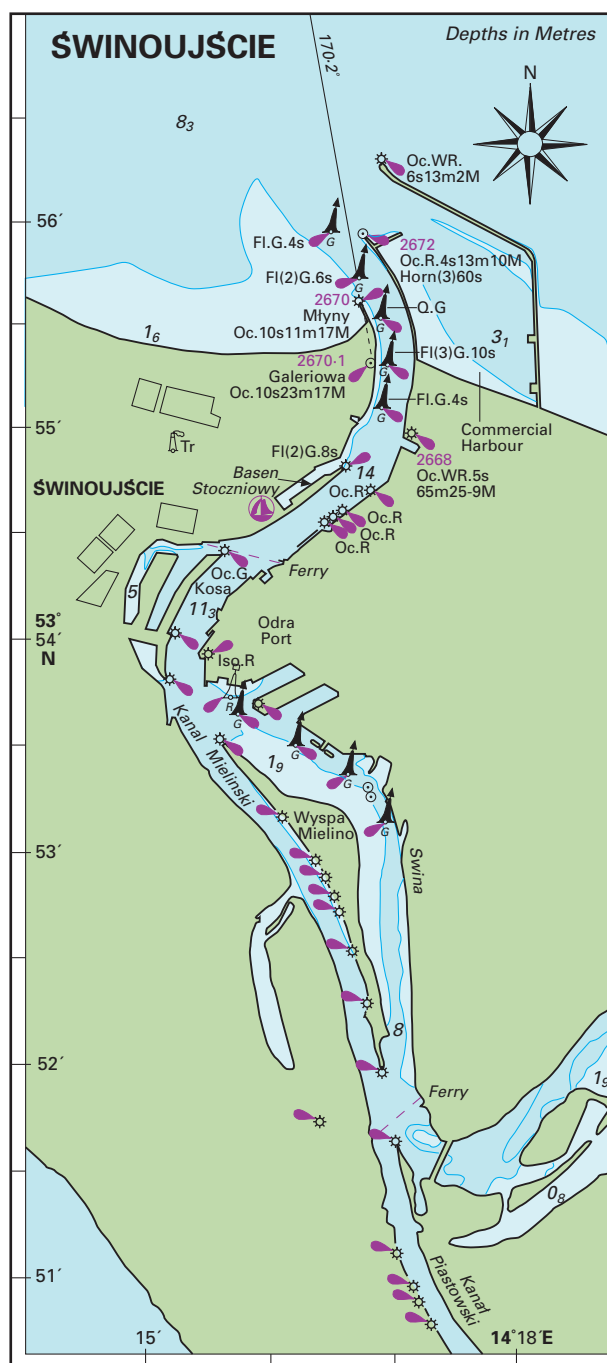 ŚWINOUJŚCIE
Depths in Metres
170·2°
N
8₃
Oc.WR.
6s13m2M
56´
Fl.G.4s
G
2672
Oc.R.4s13m10M
Horn(3)60s
Fl(2)G.6s
G
2670
Młyny
Oc.10s11m17M
Q.G
G
1₆
3₁
2670·1
Galeriowa
Oc.10s23m17M
Fl(3)G.10s
G
Fl.G.4s
G
55´
Commercial
Harbour
Tr
Fl(2)G.8s
2668
Oc.WR.5s
65m25-9M
Basen
Stoczniowy
14
Oc.R
ŚWINOUJŚCIE
Oc.R
Oc.R
Oc.R
Ferry
Oc.G
Kosa
5
11₃
53°
54´
N
Odra
Port
Iso.R
R
G
Kanał Mielinski
G
1₉
G
G
Wyspa
Mielino
53´
Swina
8
52´
Ferry
1₉
0₈
51´
Kanał
Piastowski
15´
14°18´E